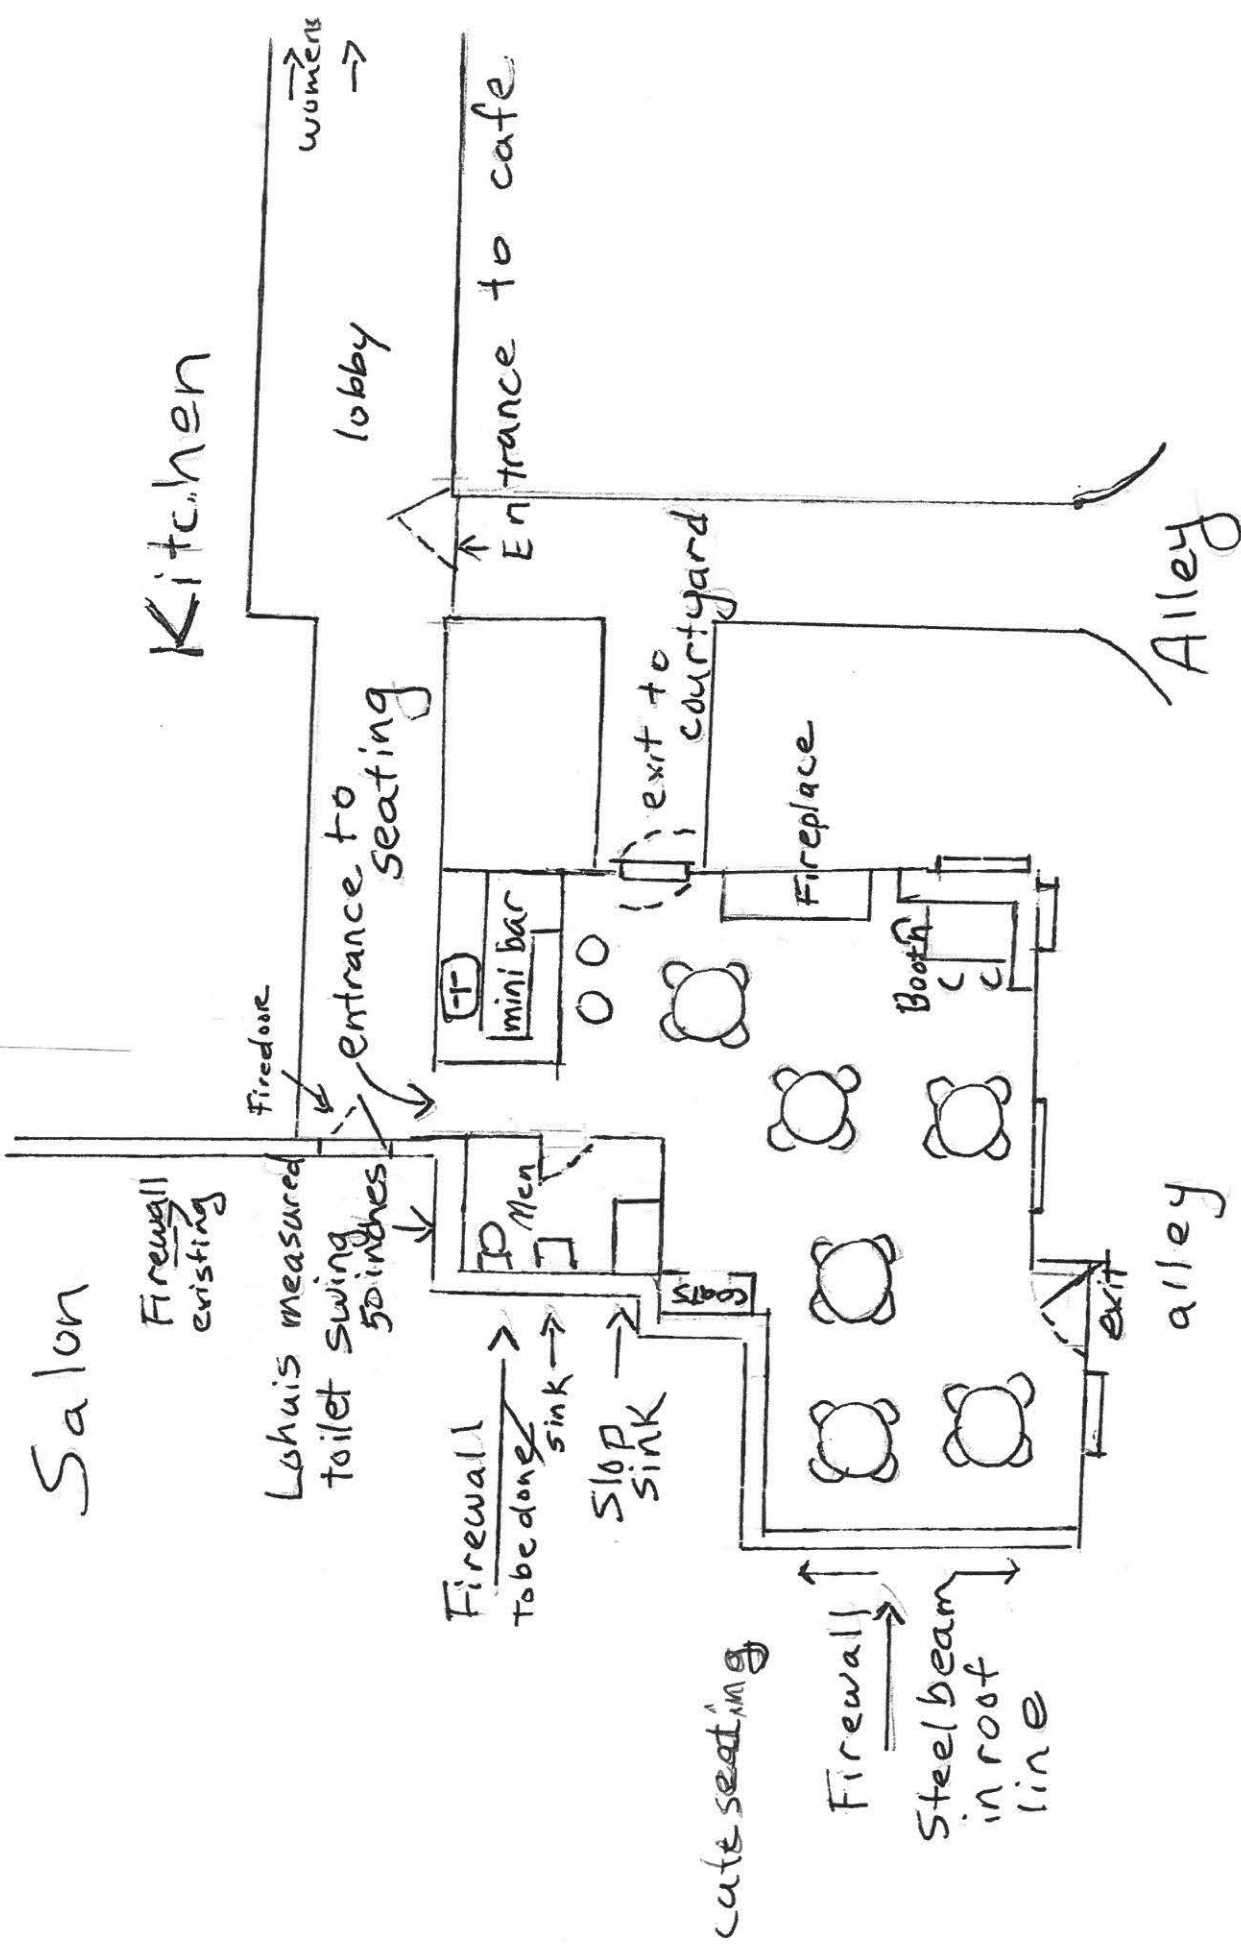 Salon
Firewall
existing
Kitchen
Firedoor
womens
Lohuis measured
toilet swing
50 inches
entrance to
seating
lobby
Entrance to cafe
Firewall
to be done
sink
Slop
sink
Men
mini bar
coats
exit to
courtyard
Fireplace
Booth
cafe seating
Firewall
Steel beam
in roof
line
exit
alley
Alley